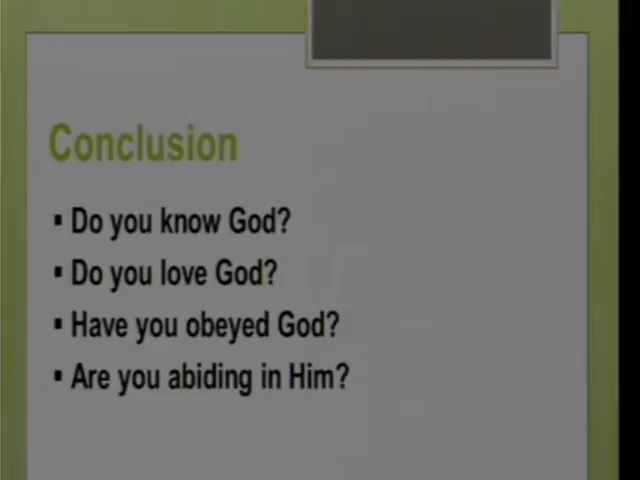 Conclusion
▪ Do you know God?
▪ Do you love God?
▪ Have you obeyed God?
▪ Are you abiding in Him?